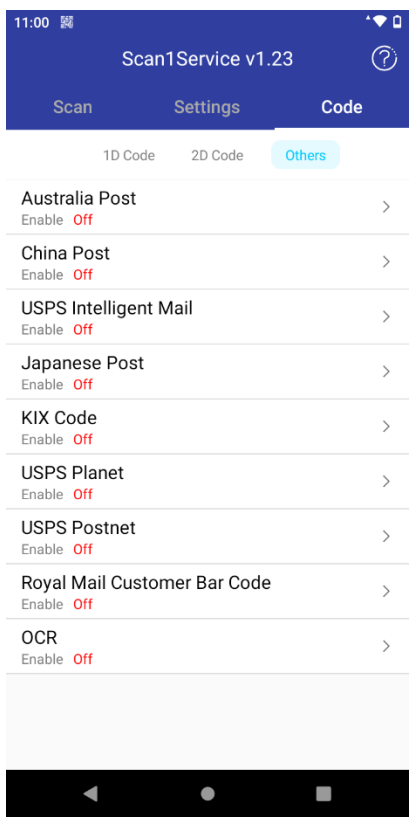 11:00
Scan1Service v1.23
?
Scan Settings Code
1D Code 2D Code Others
Australia Post
Enable Off
China Post
Enable Off
USPS Intelligent Mail
Enable Off
Japanese Post
Enable Off
KIX Code
Enable Off
USPS Planet
Enable Off
USPS Postnet
Enable Off
Royal Mail Customer Bar Code
Enable Off
OCR
Enable Off